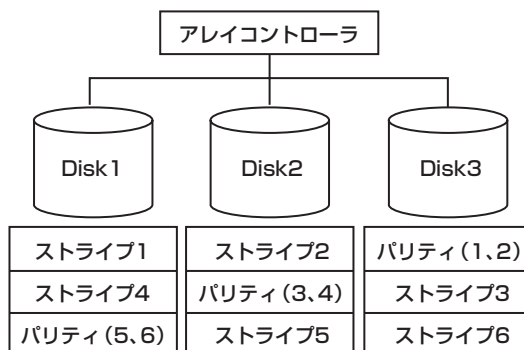 アレイコントローラ
Disk1
Disk2
Disk3
ストライプ1
ストライプ2
パリティ(1、2)
ストライプ4
パリティ(3、4)
ストライプ3
パリティ(5、6)
ストライプ5
ストライプ6